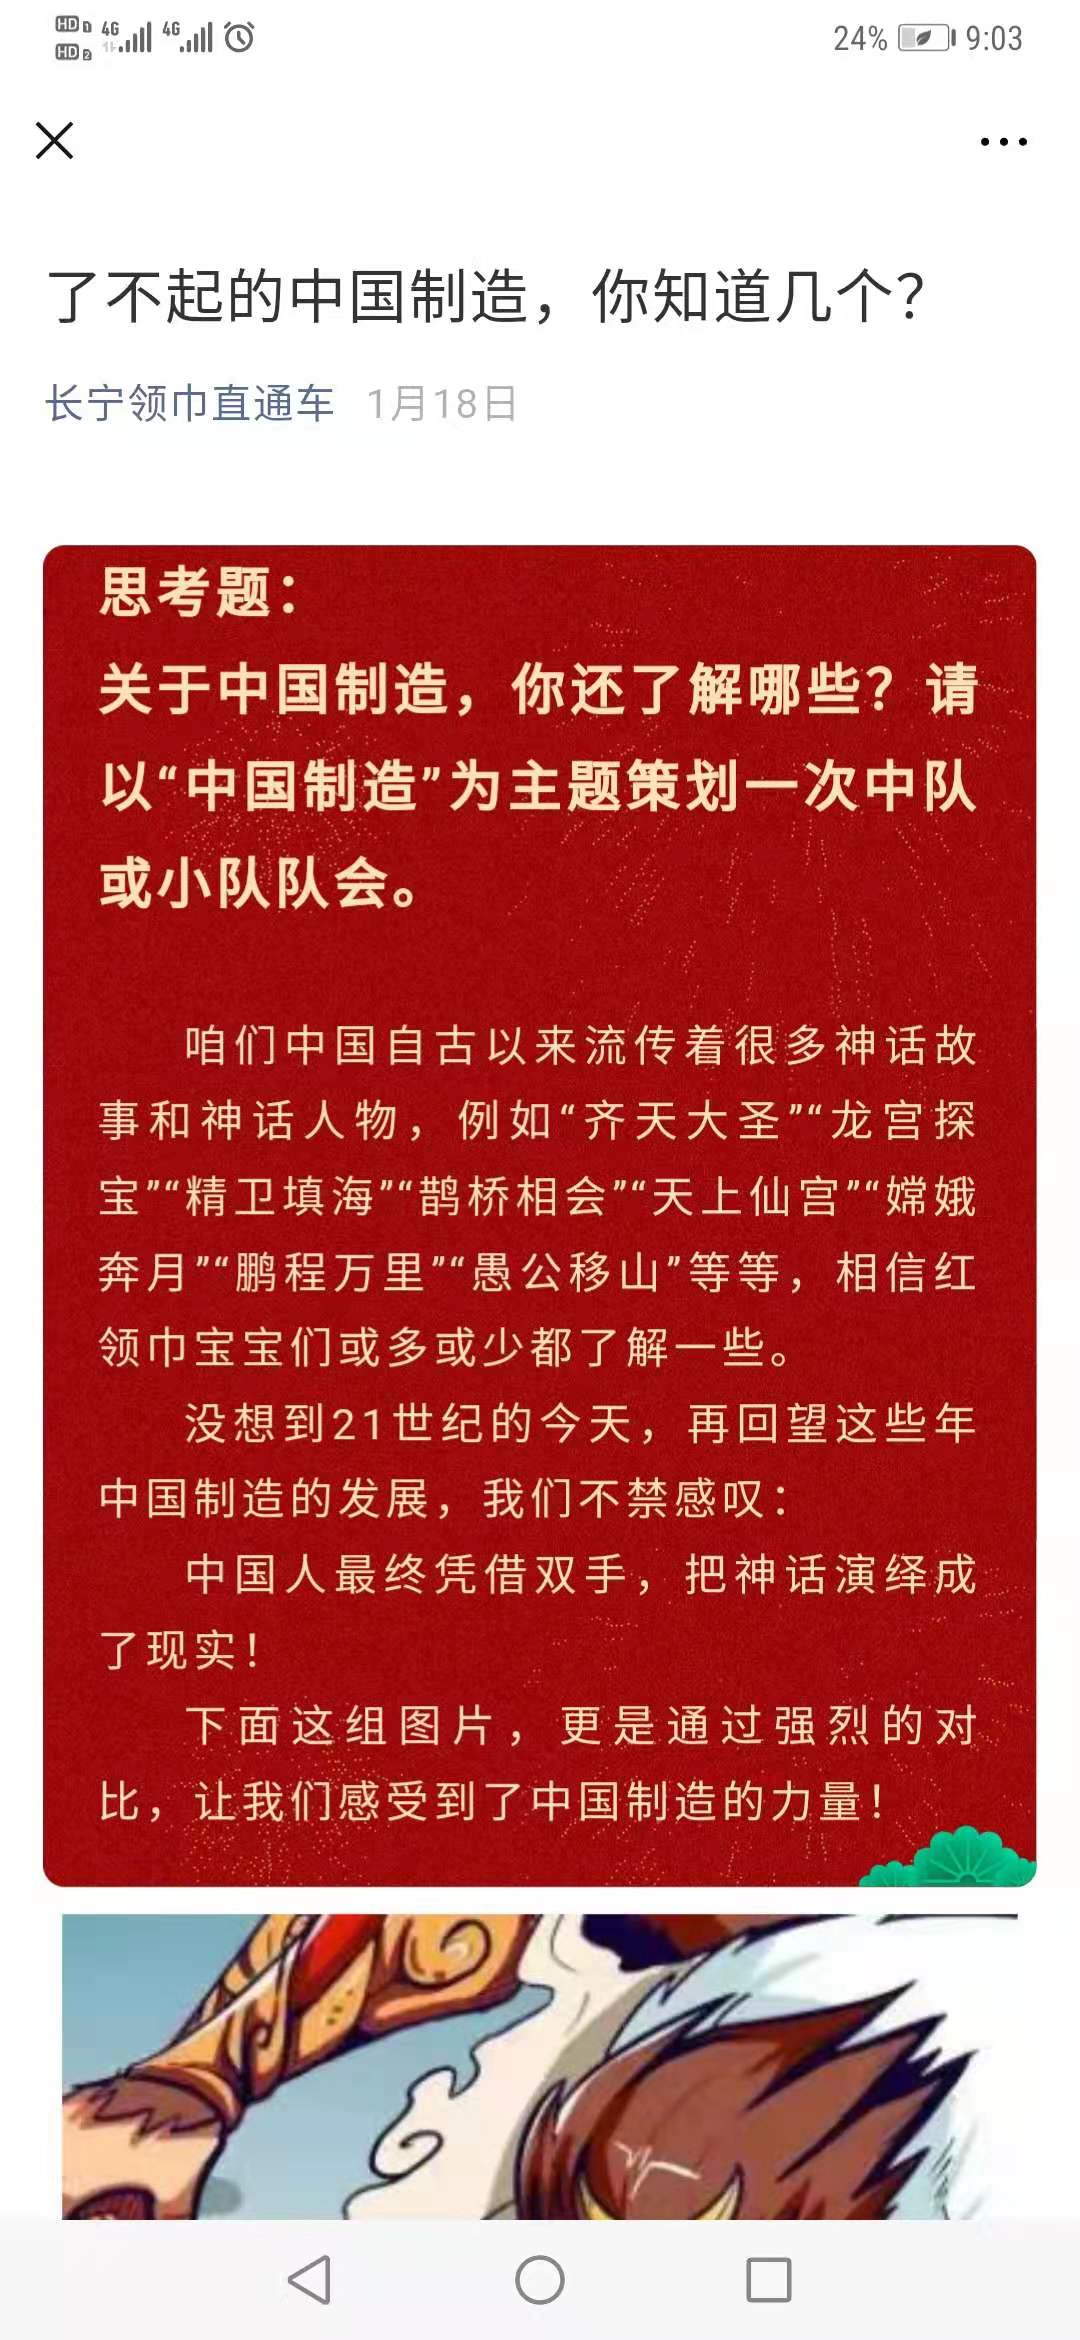 HD 1 4G 4G 24% 9:03
HD 2
了不起的中国制造，你知道几个？
长宁领巾直通车 1月18日
思考题：
关于中国制造，你还了解哪些？请
以“中国制造”为主题策划一次中队
或小队队会。
咱们中国自古以来流传着很多神话故
事和神话人物，例如“齐天大圣”“龙宫探
宝”“精卫填海”“鹊桥相会”“天上仙宫”“嫦娥
奔月”“鹏程万里”“愚公移山”等等，相信红
领巾宝宝们或多或少都了解一些。
没想到21世纪的今天，再回望这些年
中国制造的发展，我们不禁感叹：
中国人最终凭借双手，把神话演绎成
了现实！
下面这组图片，更是通过强烈的对
比，让我们感受到了中国制造的力量！